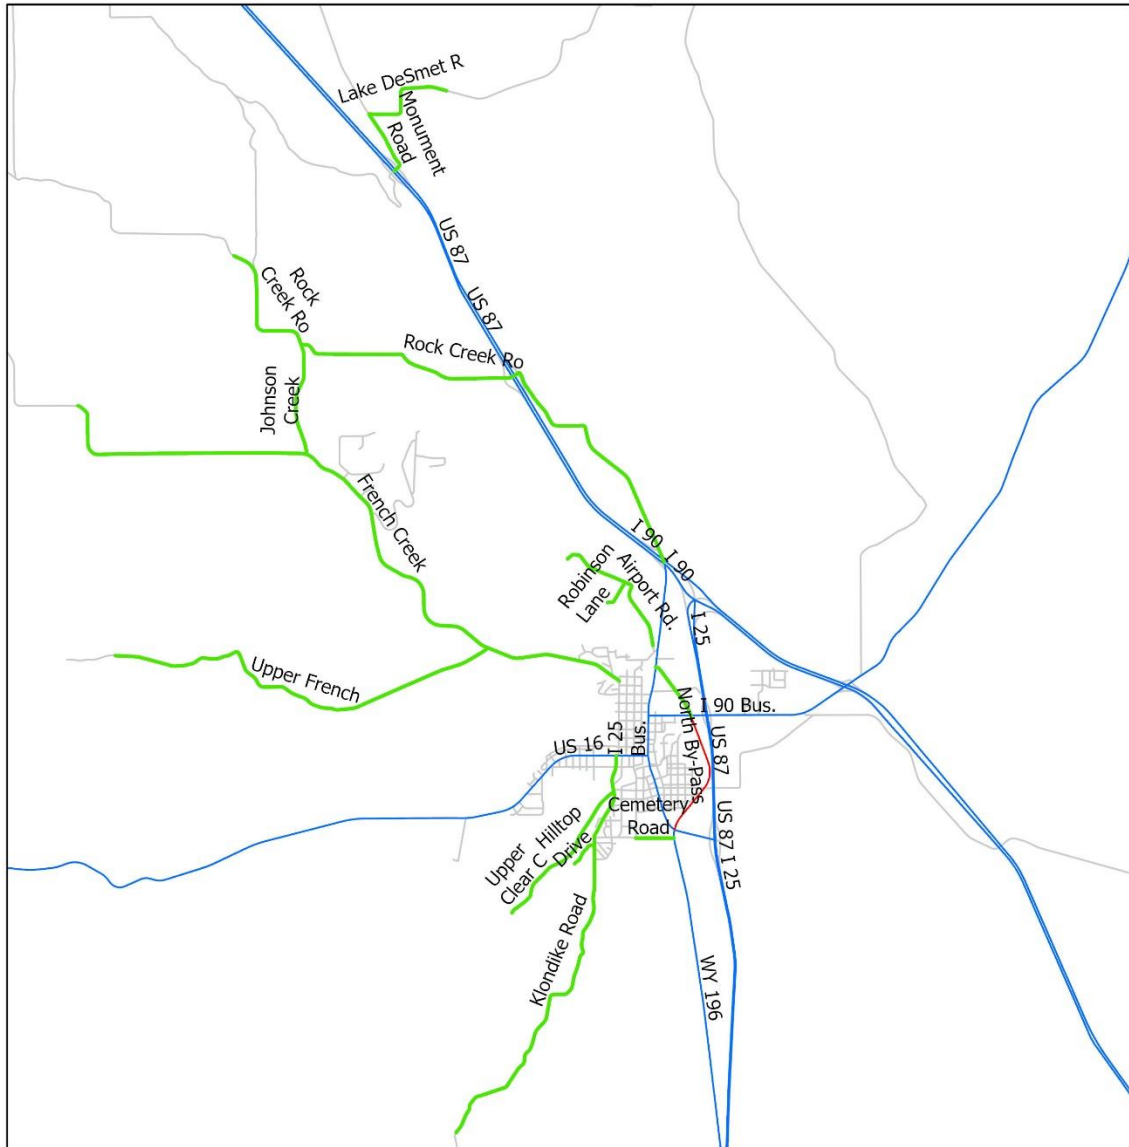 Lake DeSmet R
Monument
Road
US 87
US 87
Rock
Creek Ro
Rock Creek Ro
Johnson
Creek
French Creek
I 90
I 90
Robinson
Lane
Airport Rd.
I 25
Upper French
North By-Pass
I 90 Bus.
I 25
Bus.
US 16
US 87
Cemetery
Road
US 87
I 25
Upper
Clear C
Hilltop
Drive
Klondike Road
WY 196